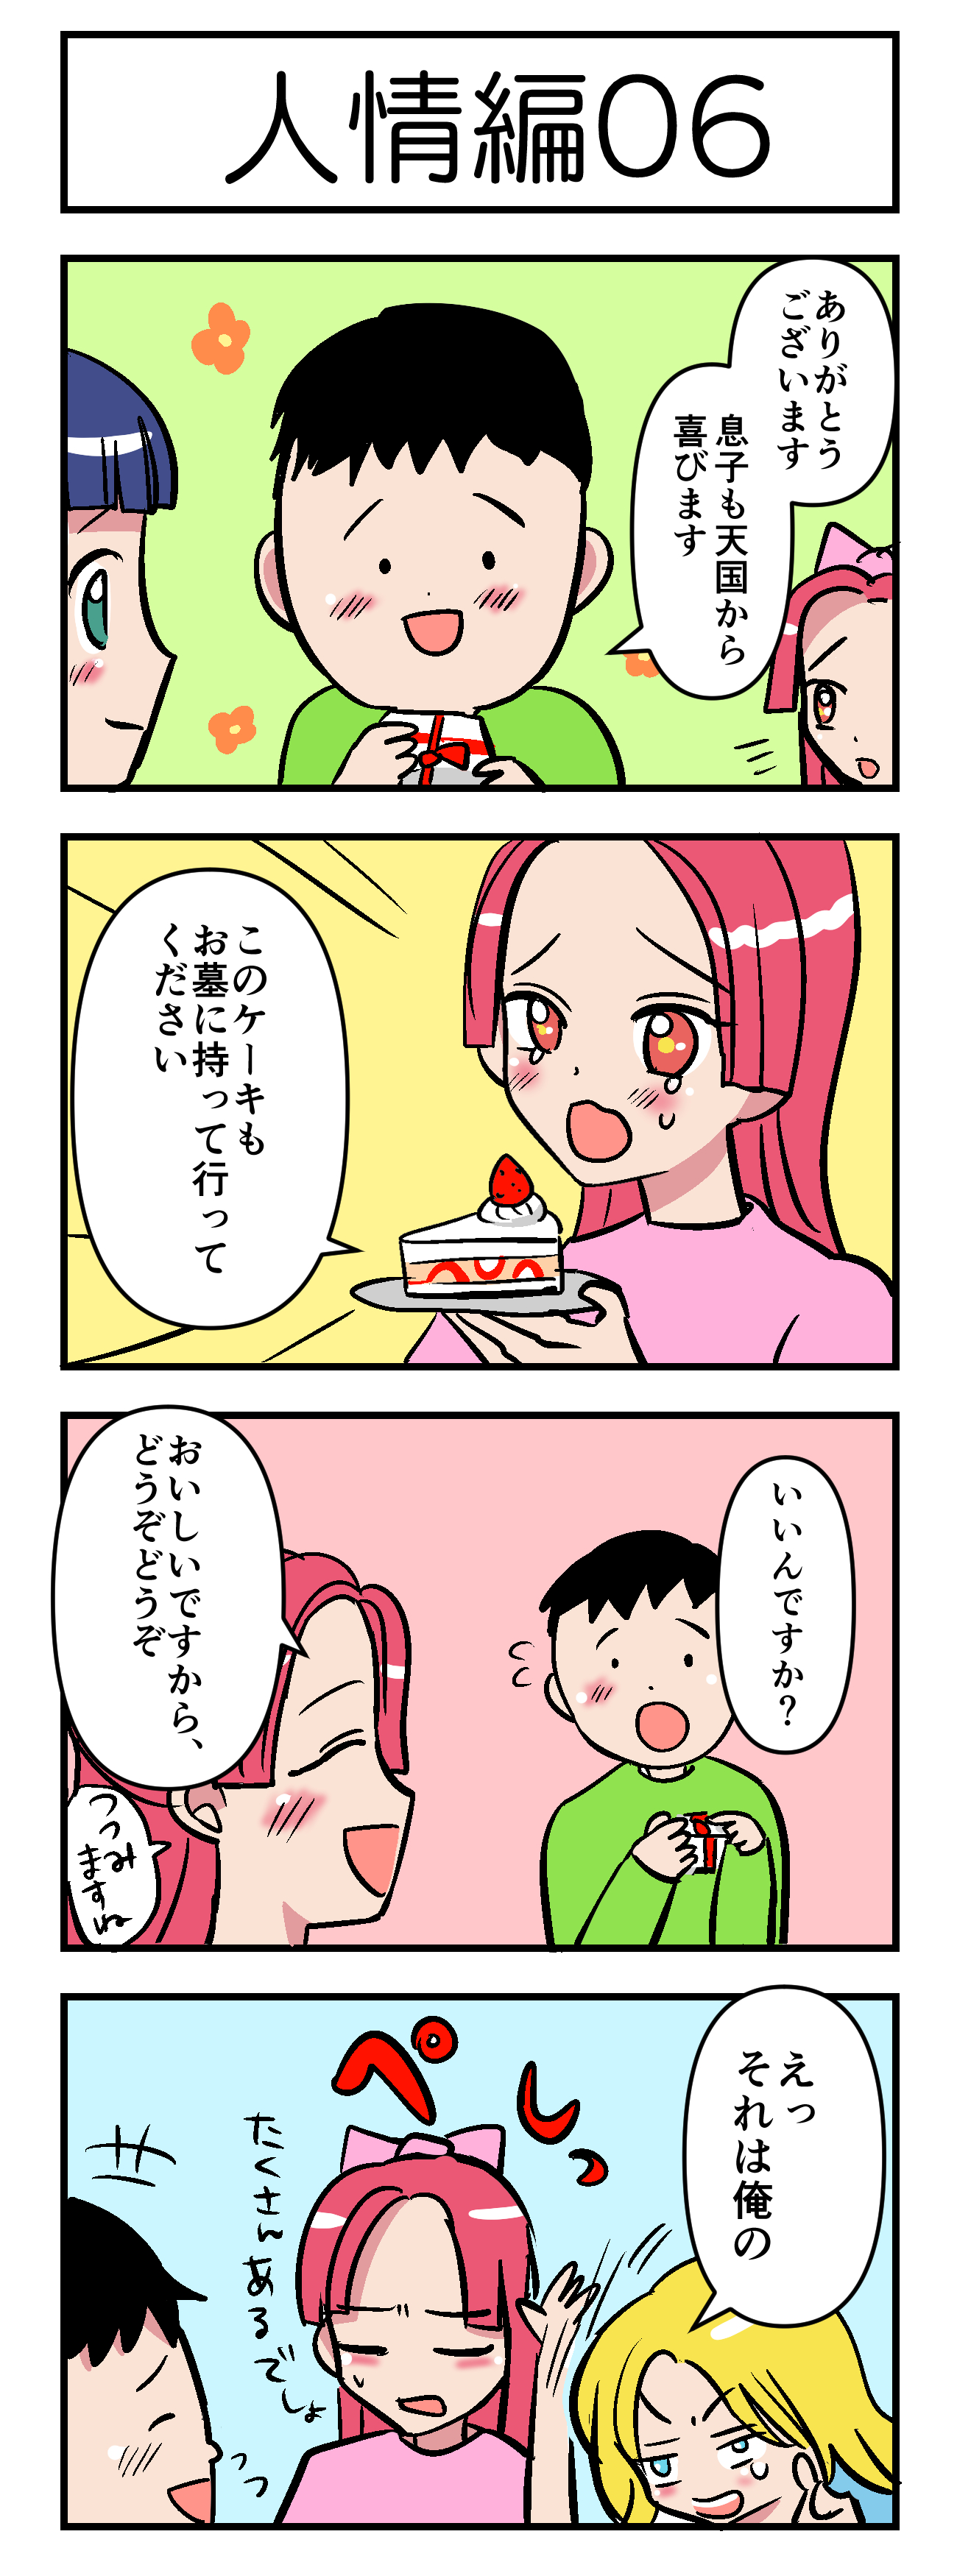 人情編06
ありがとう
ございます
息子も天国から
喜びます
このケーキも
お墓に持って行って
ください
いいんですか?
おいしいですから、
どうぞどうぞ
つつみ
ますね
えっ
それは俺の
ぺしっ
たくさんあるでしょ
っっ